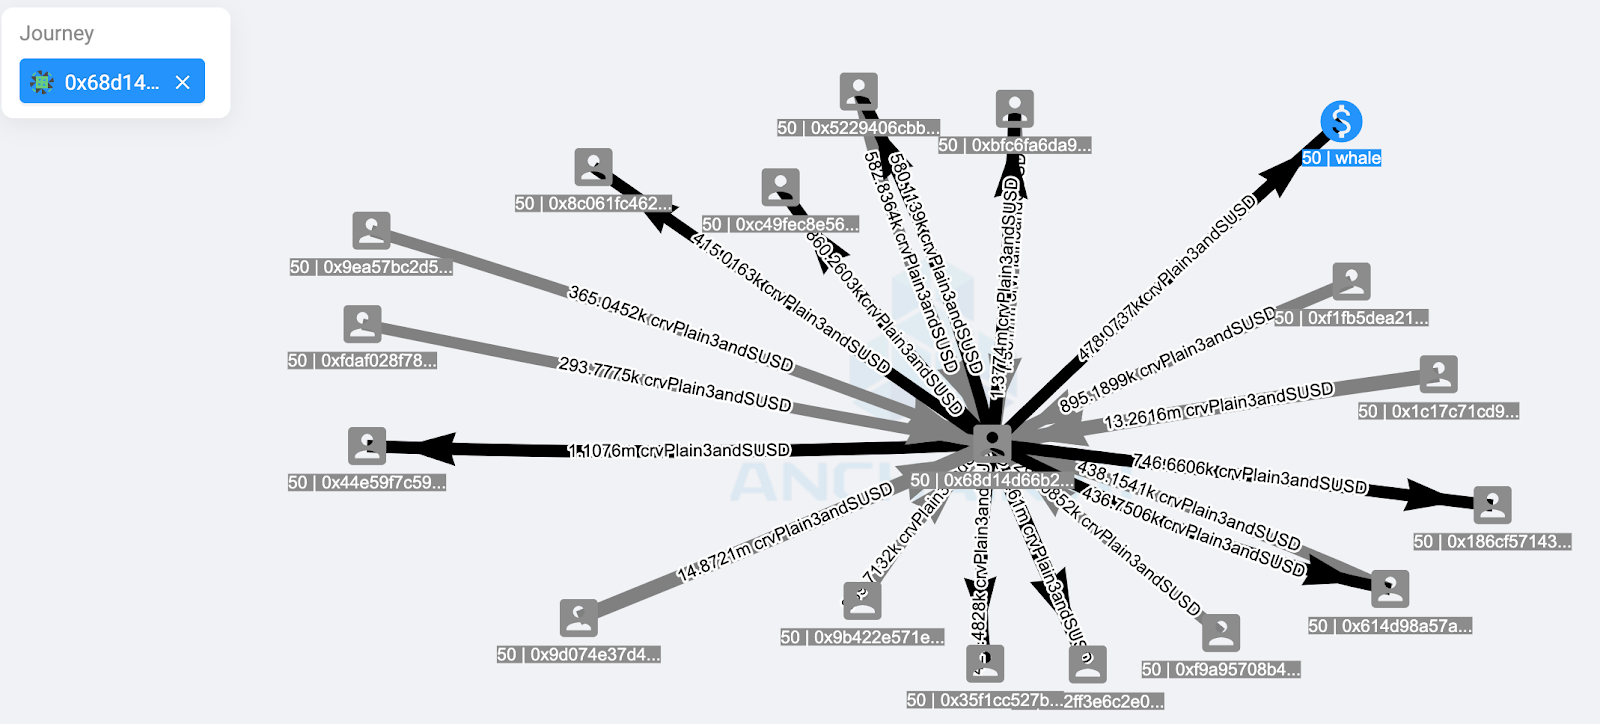 Journey
0x68d14...
50 | 0x5229406cbb...
50 | 0xbfc6fa6da9...
50 | whale
50 | 0x8c061fc462...
50 | 0xc49fec8e56...
50 | 0x9ea57bc2d5...
50 | 0xf1fb5dea21...
50 | 0xfdaf028f78...
50 | 0x1c17c71cd9...
50 | 0x44e59f7c59...
50 | 0x68d14d66b2...
50 | 0x186cf57143...
50 | 0x614d98a57a...
50 | 0x9b422e571e...
50 | 0x9d074e37d4...
50 | 0xf9a95708b4...
50 | 0x35f1cc527b...
2ff3e6c2e0...
582.8364k crvPlain3andSUSD
580.1139k crvPlain3andSUSD
1.3774m crvPlain3andSUSD
478.0737k crvPlain3andSUSD
415.0163k crvPlain3andSUSD
860.2603k crvPlain3andSUSD
365.0452k crvPlain3andSUSD
293.7775k crvPlain3andSUSD
895.1899k crvPlain3andSUSD
13.2616m crvPlain3andSUSD
1.1076m crvPlain3andSUSD
746.6606k crvPlain3andSUSD
438.1541k crvPlain3andSUSD
436.7506k crvPlain3andSUSD
14.8721m crvPlain3andSUSD
7132k crvPlain
4828k crvPlain3and
61m crvPlain3andSUS
852k crvPlain3andSUSD